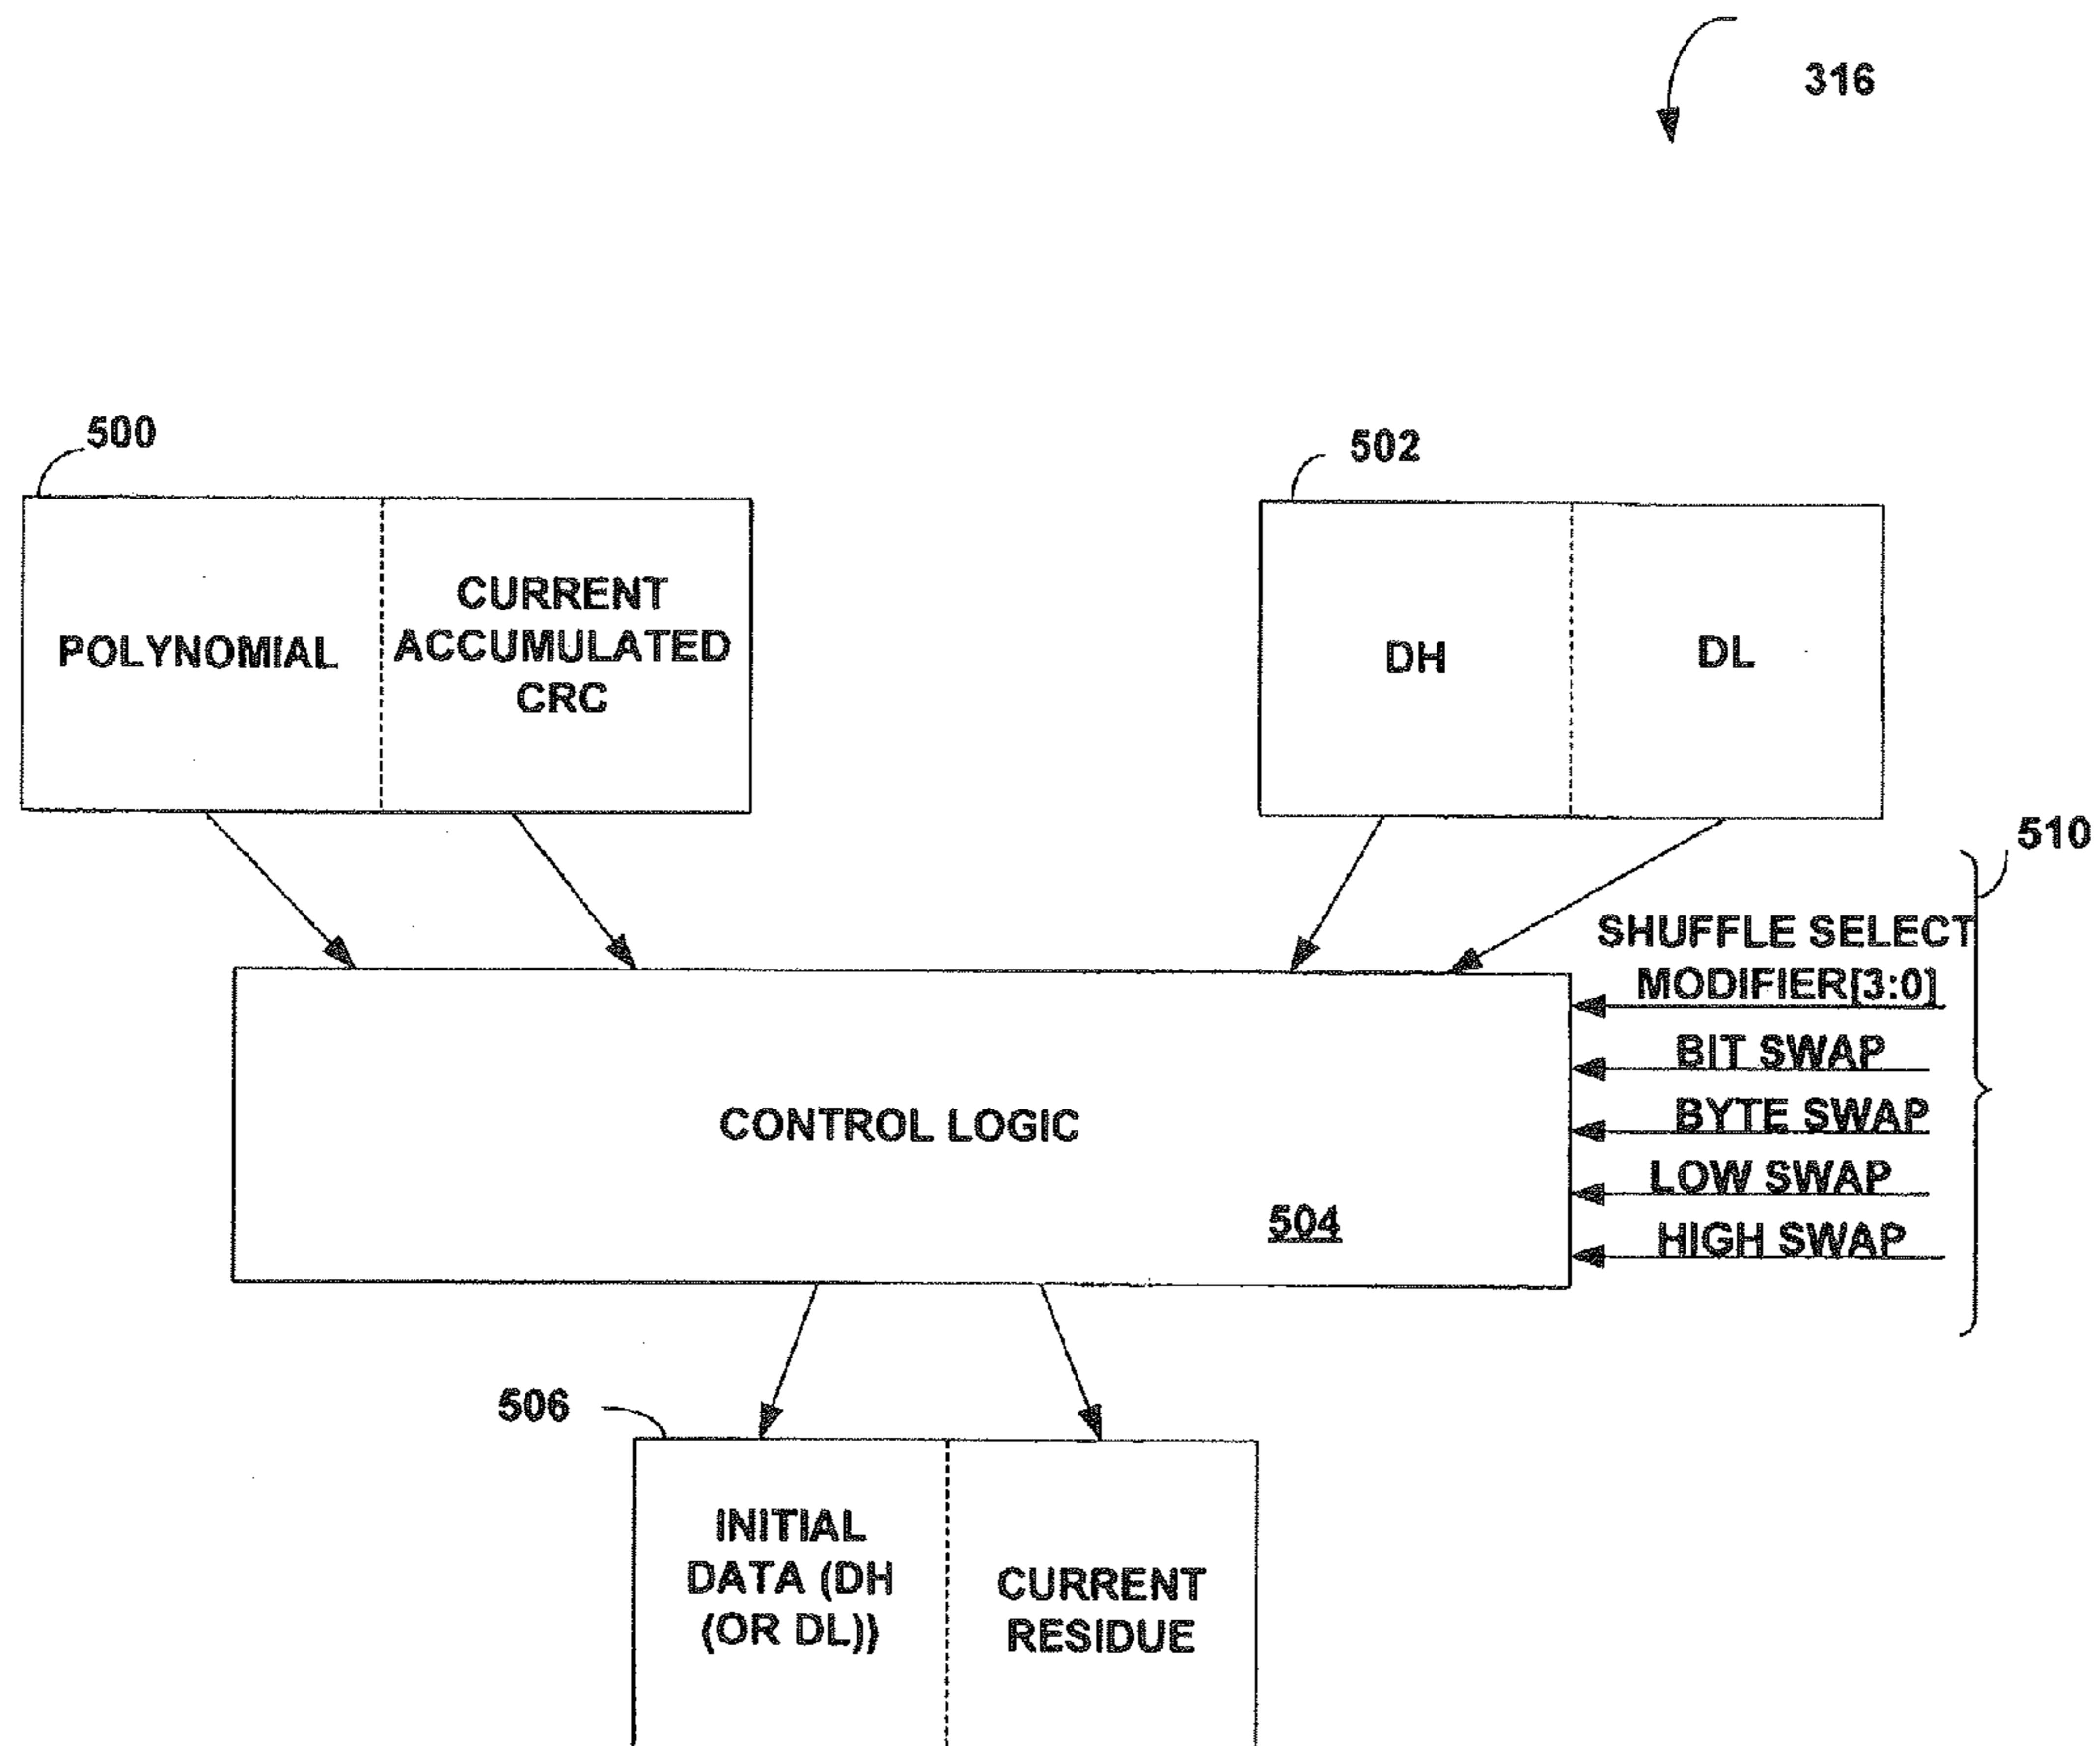 316
500
502
POLYNOMIAL
CURRENT
ACCUMULATED
CRC
DH
DL
510
SHUFFLE SELECT
MODIFIER[3:0]
BIT SWAP
BYTE SWAP
LOW SWAP
HIGH SWAP
CONTROL LOGIC
504
506
INITIAL
DATA (DH
(OR DL))
CURRENT
RESIDUE